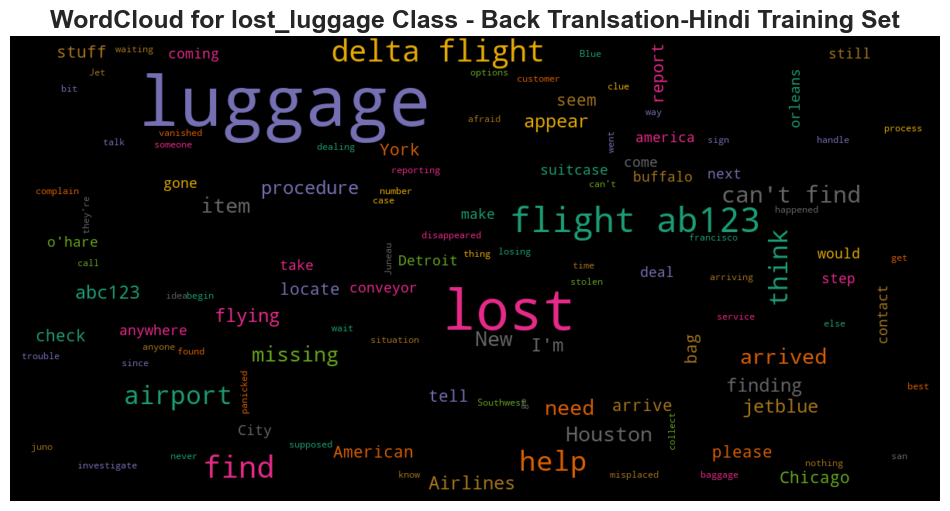 WordCloud for lost_luggage Class - Back Tranlsation-Hindi Training Set
stuff waiting coming delta flight Blue report still
Jet options customer clue orleans
bit luggage seem way
afraid appear process
talk vanished someone dealing York went america sign handle
reporting suitcase come
complain gone procedure number can't buffalo next can't find
they're item case make flight ab123 happened
o'hare disappeared francisco think
call Juneau Detroit thing losing would get
take time deal arriving step
abc123 idea begin locate conveyor stolen contact
flying lost service
check anywhere wait else
anyone found situation New I'm bag
trouble since missing arrived
panicked finding best
airport tell Southwest need arrive jetblue
City Houston collect
juno never supposed American help please san
investigate find know Airlines misplaced baggage nothing Chicago